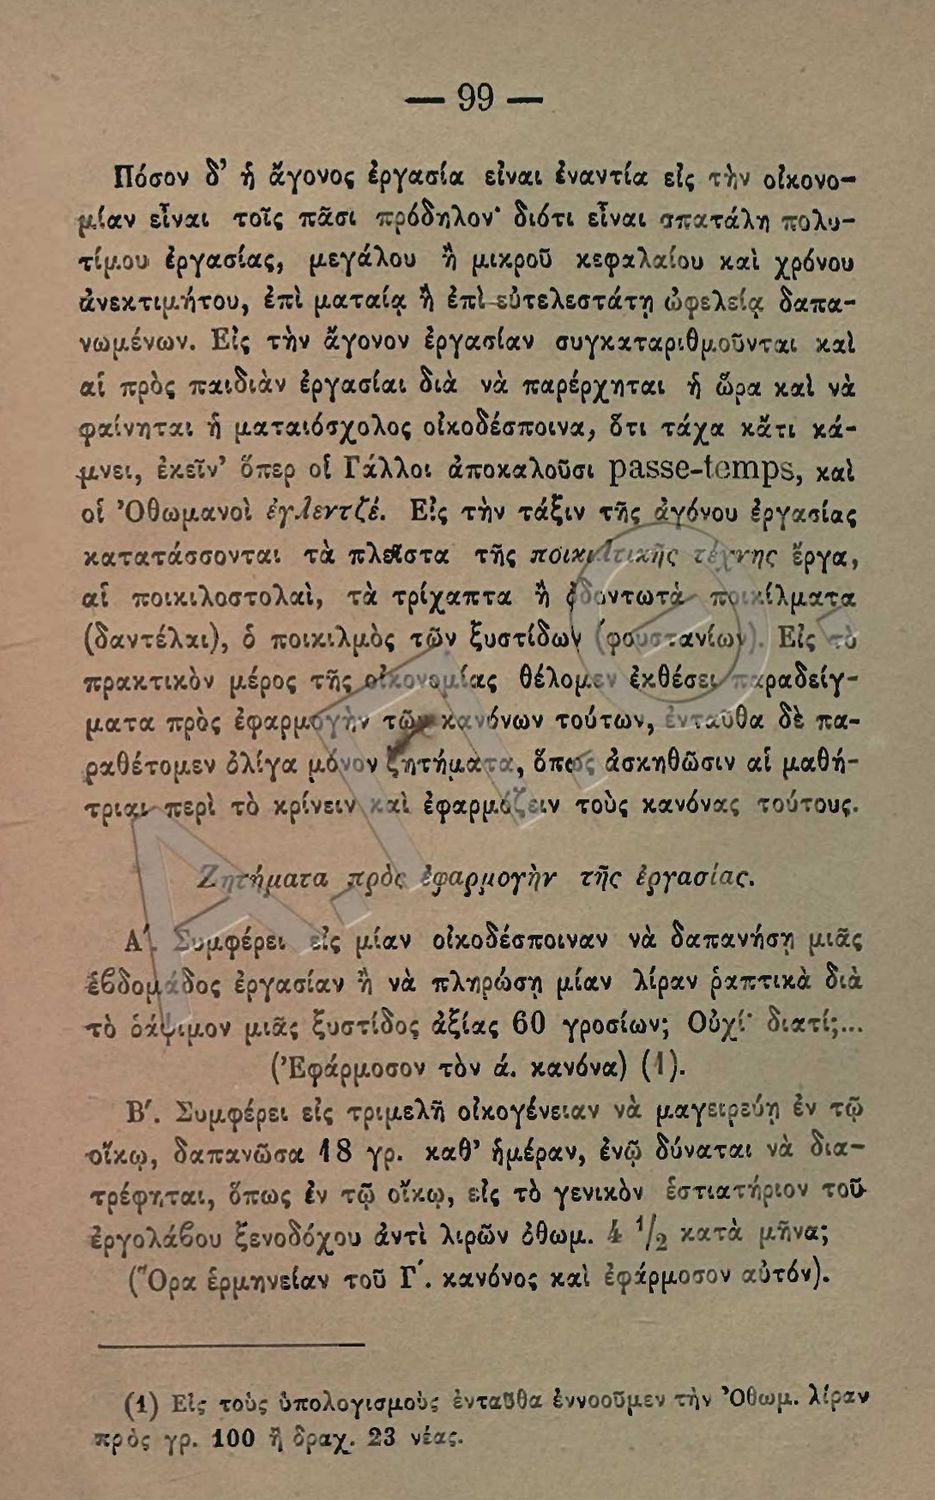 — 99 —
Πόσον δ’ ἡ ἄγονος ἐργασία εἶναι ἐναντία εἰς τὴν οἰκονο-
μίαν εἶναι τοῖς πᾶσι πρόδηλον· διότι εἶναι σπατάλη πολυ-
τίμου ἐργασίας, μεγάλου ἢ μικροῦ κεφαλαίου καὶ χρόνου
ἀνεκτιμήτου, ἐπὶ ματαίᾳ ἢ ἐπὶ εὐτελεστάτῃ ὠφελείᾳ δαπα-
νωμένων. Εἰς τὴν ἄγονον ἐργασίαν συγκαταριθμοῦνται καὶ
αἱ πρὸς παιδιὰν ἐργασίαι διὰ νὰ παρέρχηται ἡ ὥρα καὶ νὰ
φαίνηται ἡ ματαιόσχολος οἰκοδέσποινα, ὅτι τάχα κἄτι κά-
μνει, ἐκεῖν’ ὅπερ οἱ Γάλλοι ἀποκαλοῦσι passe-temps, καὶ
οἱ Ὀθωμανοὶ ἐγλεντζέ. Εἰς τὴν τάξιν τῆς ἀγόνου ἐργασίας
κατατάσσονται τὰ πλεῖστα τῆς ποικιλτικῆς τέχνης ἔργα,
αἱ ποικιλοστολαὶ, τὰ τρίχαπτα ἢ ὀδοντωτὰ ποικίλματα
(δαντέλαι), ὁ ποικιλμὸς τῶν ξυστίδων (φουστανίων). Εἰς τὸ
πρακτικὸν μέρος τῆς οἰκονομίας θέλομεν ἐκθέσει παραδείγ-
ματα πρὸς ἐφαρμογὴν τῶν κανόνων τούτων, ἐνταῦθα δὲ πα-
ραθέτομεν ὀλίγα μόνον ζητήματα, ὅπως ἀσκηθῶσιν αἱ μαθή-
τριαι περὶ τὸ κρίνειν καὶ ἐφαρμόζειν τοὺς κανόνας τούτους.
Ζητήματα πρὸς ἐφαρμογὴν τῆς ἐργασίας.
Α΄. Συμφέρει εἰς μίαν οἰκοδέσποιναν νὰ δαπανήσῃ μιᾶς
ἑβδομάδος ἐργασίαν ἢ νὰ πληρώσῃ μίαν λίραν ῥαπτικὰ διὰ
τὸ ῥάψιμον μιᾶς ξυστίδος ἀξίας 60 γροσίων; Οὐχί· διατί;...
(Ἐφάρμοσον τὸν ά. κανόνα) (1).
Β΄. Συμφέρει εἰς τριμελῆ οἰκογένειαν νὰ μαγειρεύῃ ἐν τῷ
οἴκῳ, δαπανῶσα 18 γρ. καθ’ ἡμέραν, ἐνῷ δύναται νὰ δια-
τρέφηται, ὅπως ἐν τῷ οἴκῳ, εἰς τὸ γενικὸν ἑστιατήριον τοῦ
ἐργολάβου ξενοδόχου ἀντὶ λιρῶν ὀθωμ. 4 1/2 κατὰ μῆνα;
(Ὅρα ἑρμηνείαν τοῦ Γ΄. κανόνος καὶ ἐφάρμοσον αὐτόν).
(1) Εἰς τοὺς ὑπολογισμοὺς ἐνταῦθα ἐννοοῦμεν τὴν Ὀθωμ. λίραν
πρὸς γρ. 100 ἢ δραχ. 23 νέας.